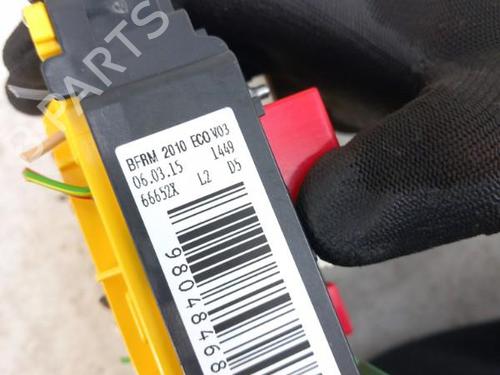 PARTS
BFRM 2010 ECO V03
06.03.15 1449
66652X L2 D5
98048468